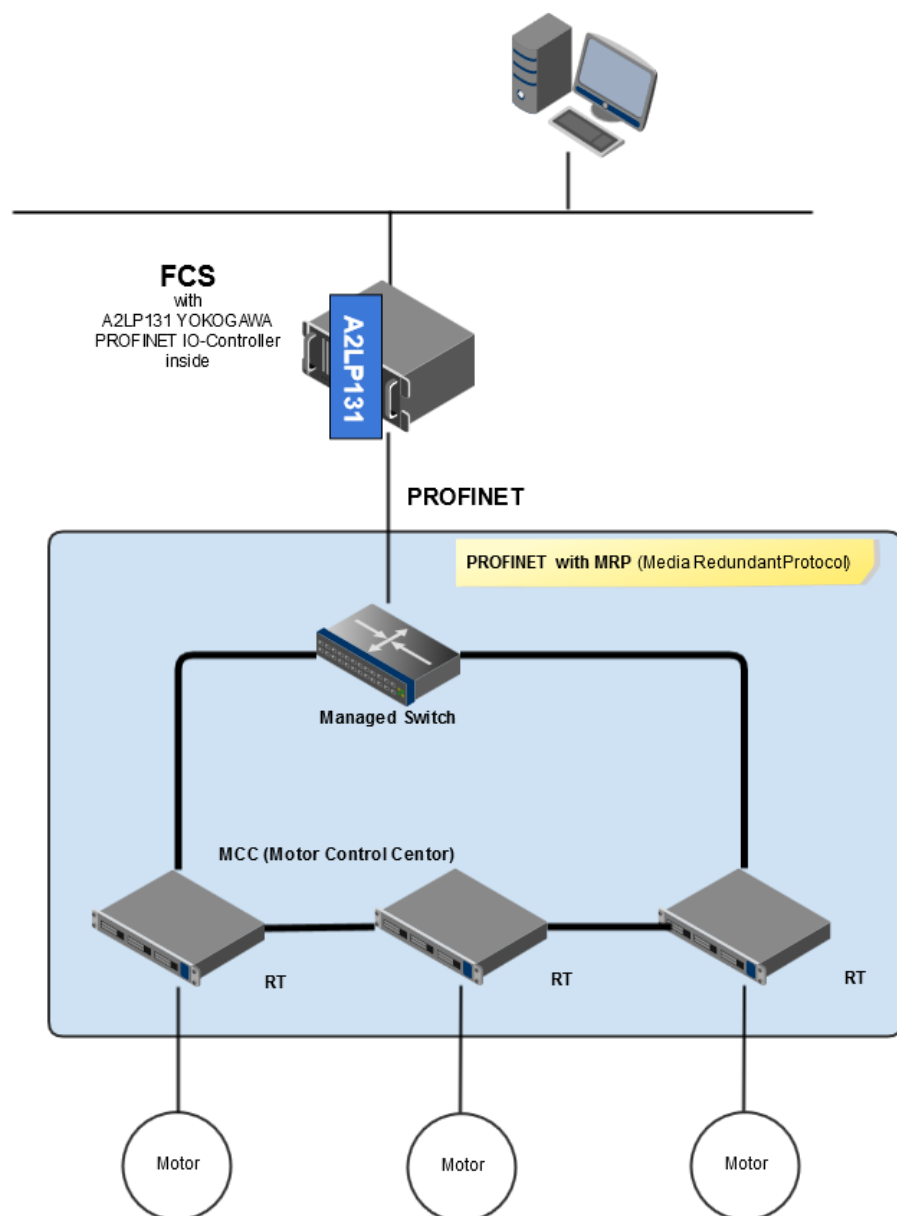 FCS
with
A2LP131 YOKOGAWA
PROFINET IO-Controller
inside
A2LP131
PROFINET
PROFINET with MRP (Media RedundantProtocol)
Managed Switch
MCC (Motor Control Centor)
RT
RT
RT
Motor
Motor
Motor